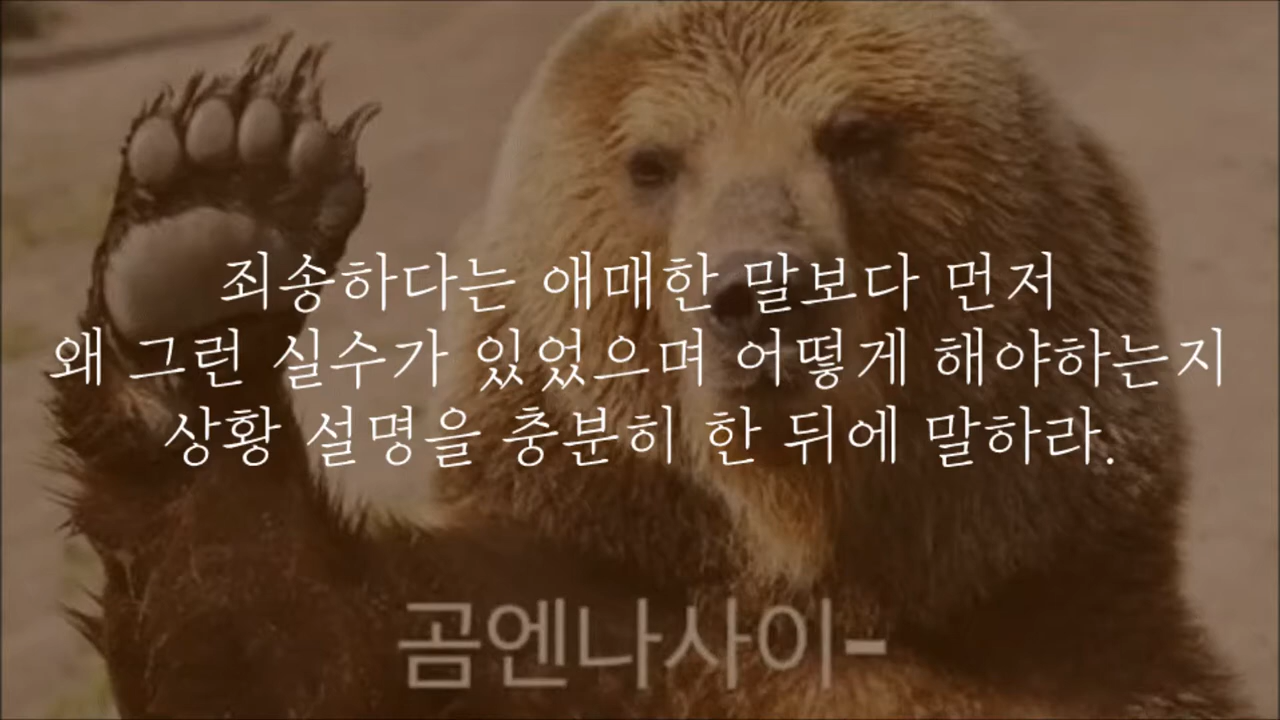 죄송하다는 애매한 말보다 먼저
왜 그런 실수가 있었으며 어떻게 해야하는지
상황 설명을 충분히 한 뒤에 말하라.
곰엔나사이-